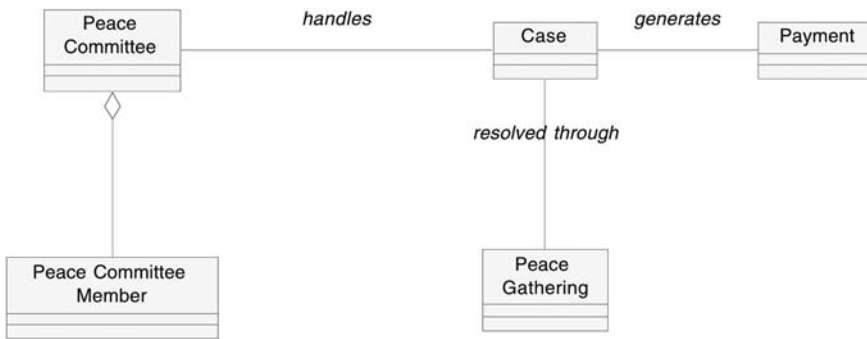 Peace
Committee
handles
Case
generates
Payment
resolved through
Peace Committee
Member
Peace
Gathering